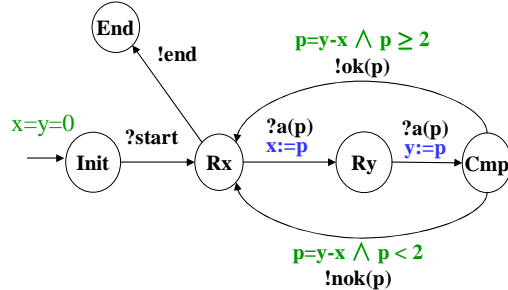 End
!end
p=y-x ∧ p ≥ 2
!ok(p)
x=y=0
?start
?a(p)
x:=p
?a(p)
y:=p
Init
Rx
Ry
Cmp
p=y-x ∧ p < 2
!nok(p)